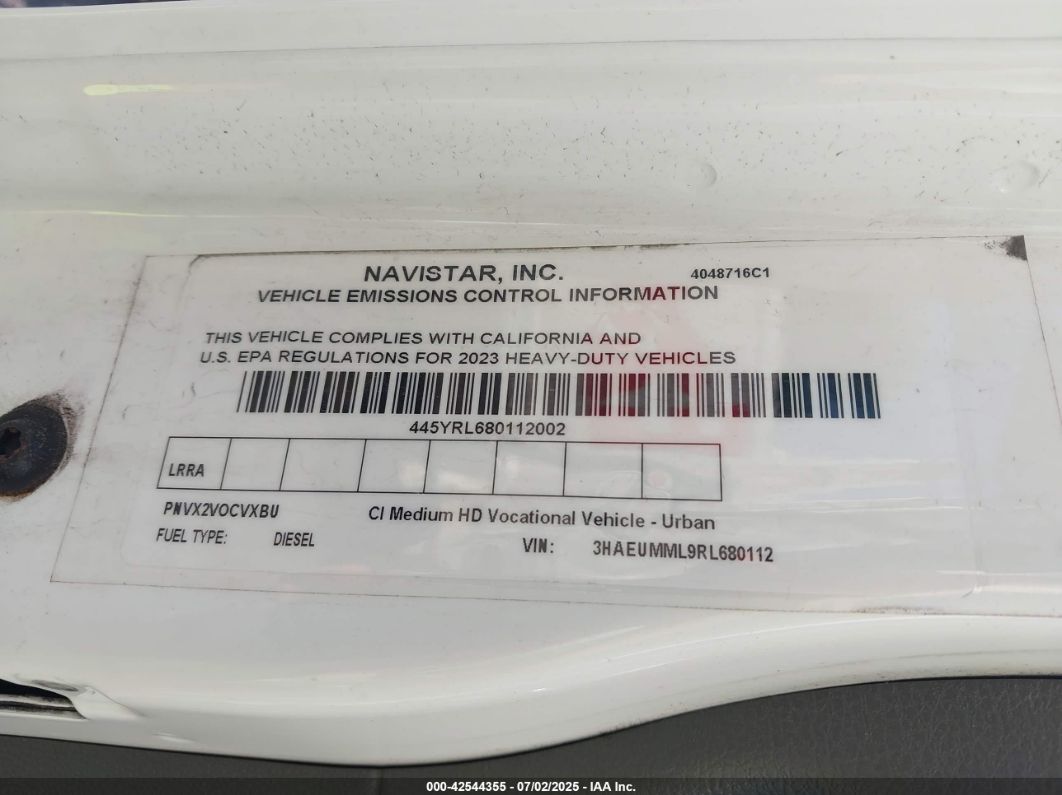 NAVISTAR, INC.
4048716C1
VEHICLE EMISSIONS CONTROL INFORMATION
THIS VEHICLE COMPLIES WITH CALIFORNIA AND
U.S. EPA REGULATIONS FOR 2023 HEAVY-DUTY VEHICLES
445YRL680112002
LRRA
PNVX2VOCVXBU
CI Medium HD Vocational Vehicle - Urban
FUEL TYPE: DIESEL
VIN: 3HAEUMML9RL680112
000-42544355 - 07/02/2025 - IAA Inc.